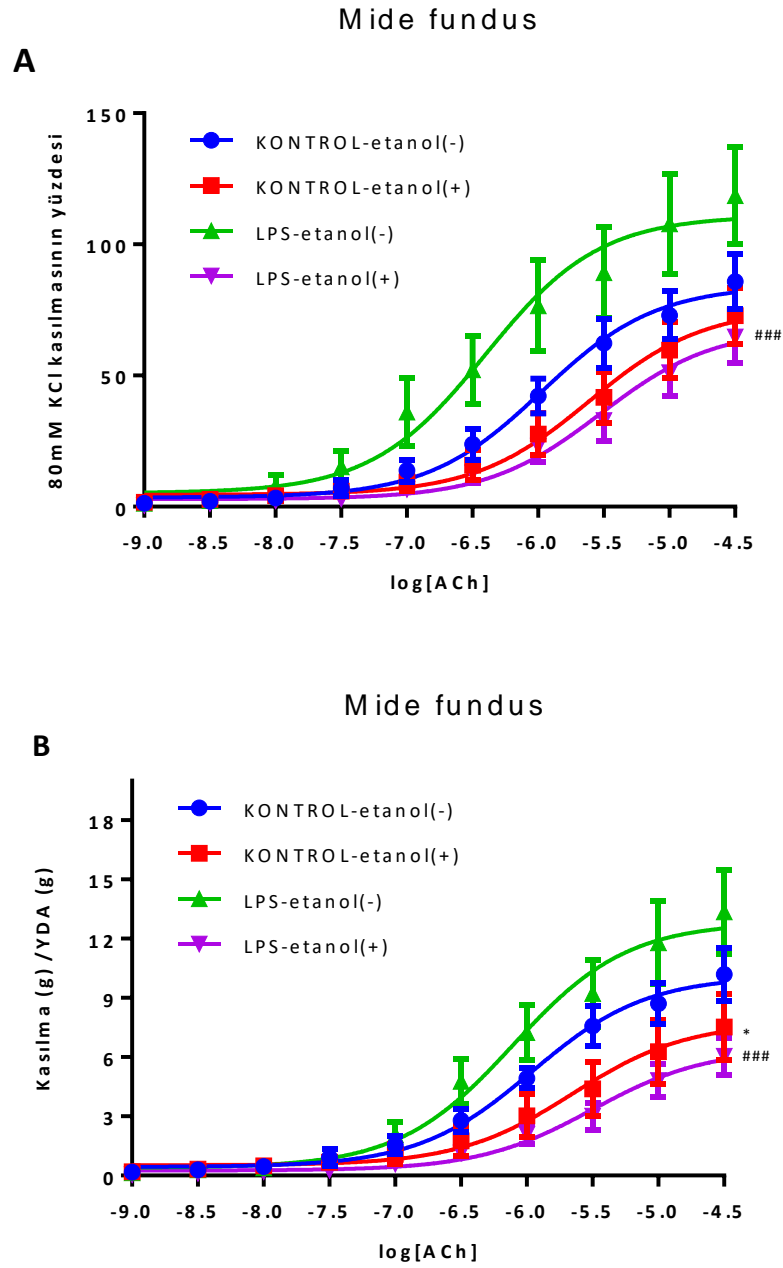 Mide fundus
A
80mM KCl kasılmasının yüzdesi
150
100
50
0
KONTROL-etanol(-)
KONTROL-etanol(+)
LPS-etanol(-)
LPS-etanol(+)
###
-9.0 -8.5 -8.0 -7.5 -7.0 -6.5 -6.0 -5.5 -5.0 -4.5
log[ACh]
Mide fundus
B
Kasılma (g) /YDA (g)
18
15
12
9
6
3
0
KONTROL-etanol(-)
KONTROL-etanol(+)
LPS-etanol(-)
LPS-etanol(+)
*
###
-9.0 -8.5 -8.0 -7.5 -7.0 -6.5 -6.0 -5.5 -5.0 -4.5
log[ACh]